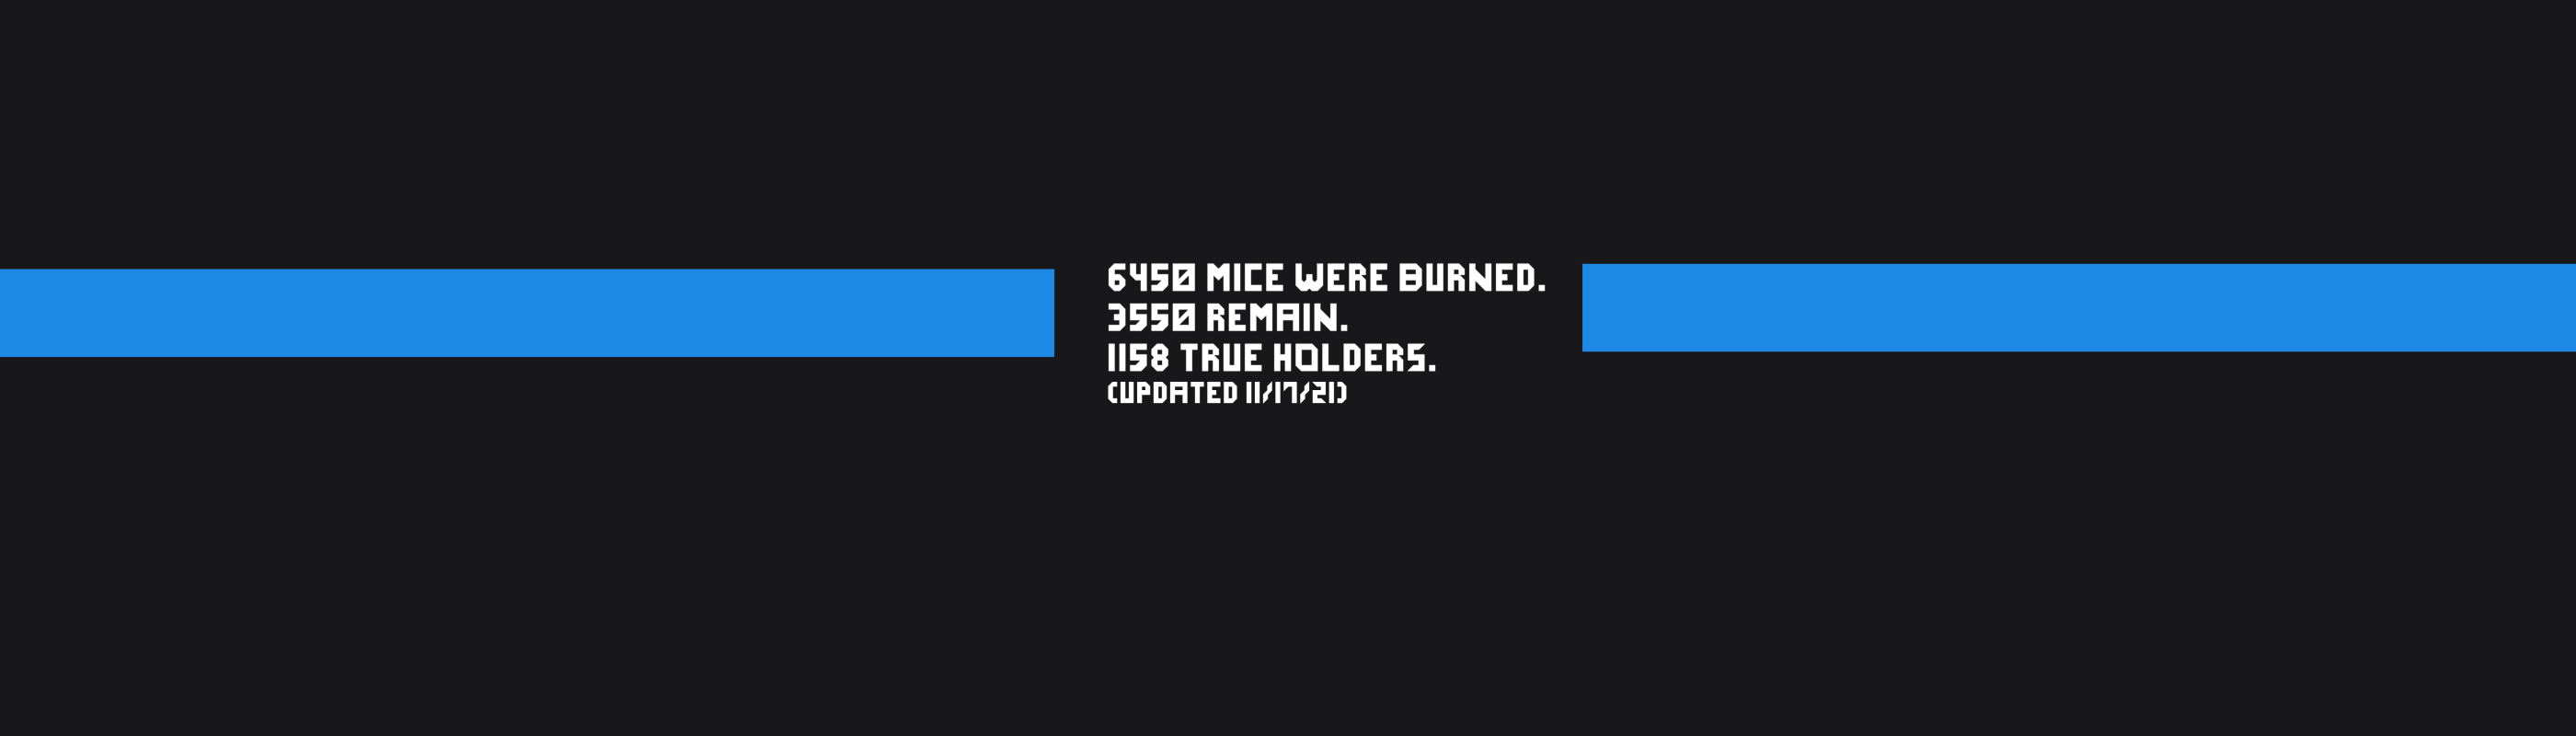 6450 MICE WERE BURNED.
3550 REMAIN.
1158 TRUE HOLDERS.
(UPDATED 11/17/21)